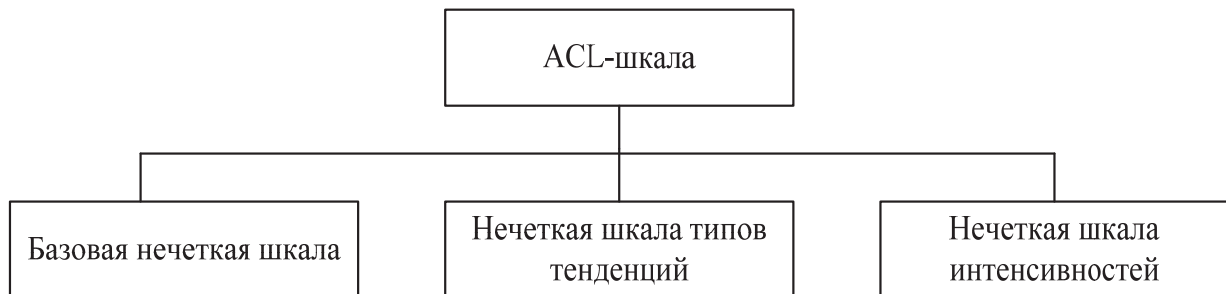 ACL-шкала
Базовая нечеткая шкала
Нечеткая шкала типов
тенденций
Нечеткая шкала
интенсивностей